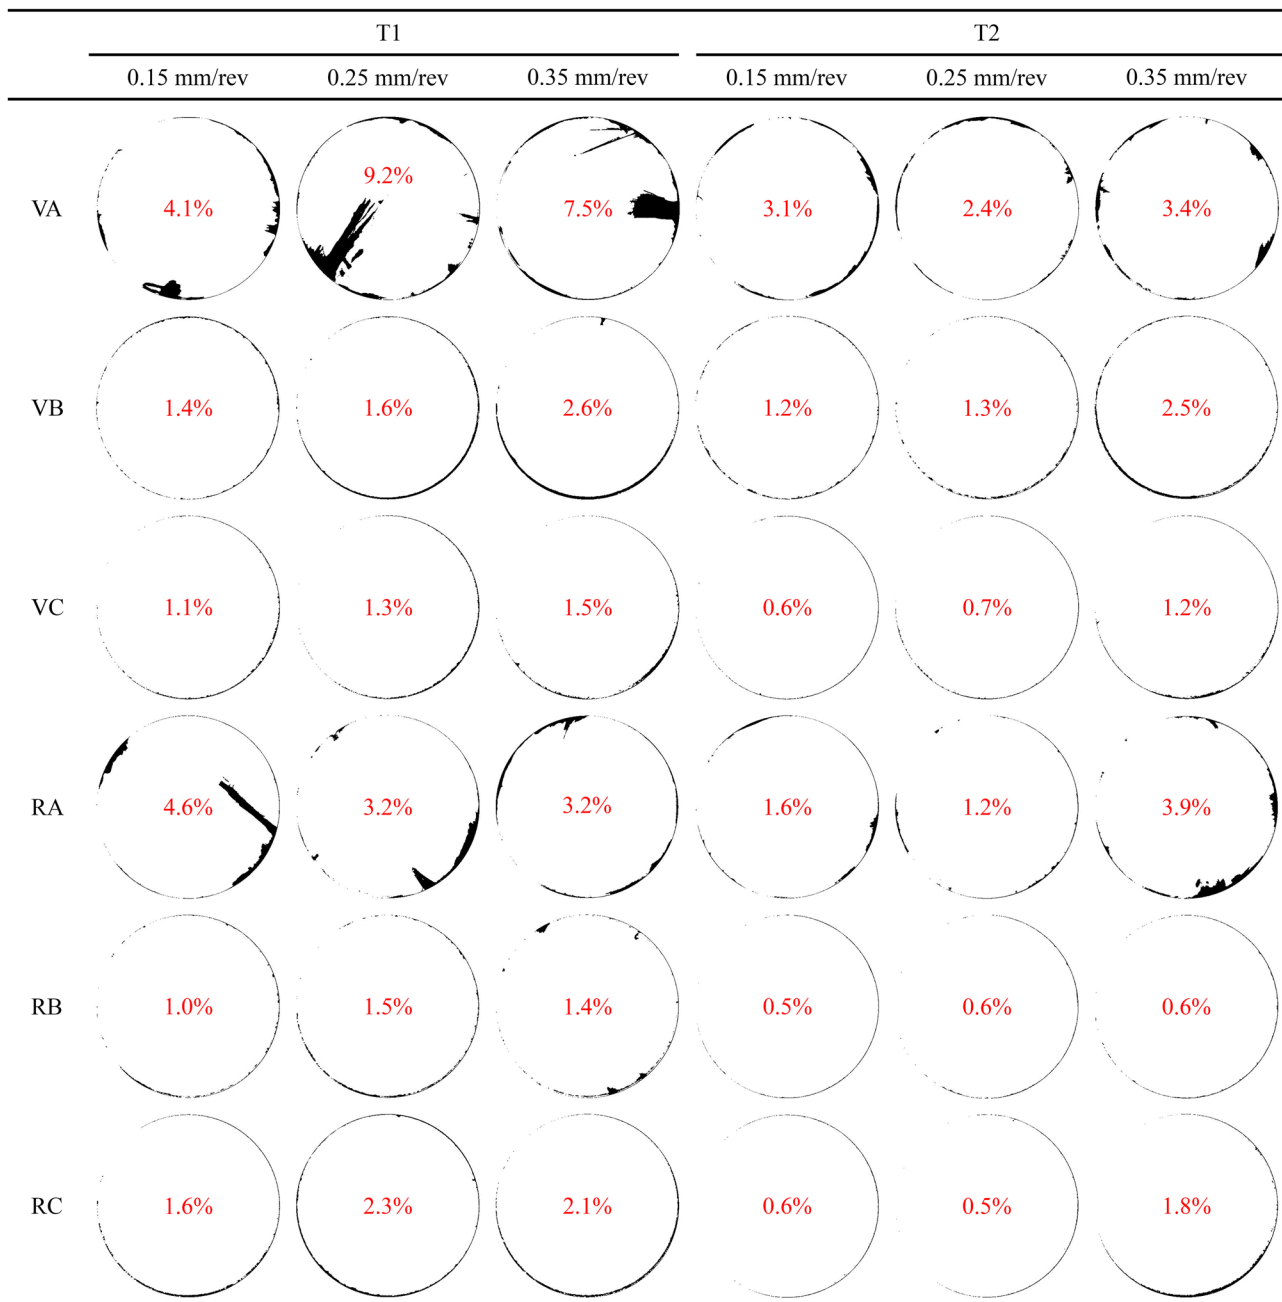 T1 T2
0.15 mm/rev 0.25 mm/rev 0.35 mm/rev 0.15 mm/rev 0.25 mm/rev 0.35 mm/rev
VA 4.1% 9.2% 7.5% 3.1% 2.4% 3.4%
VB 1.4% 1.6% 2.6% 1.2% 1.3% 2.5%
VC 1.1% 1.3% 1.5% 0.6% 0.7% 1.2%
RA 4.6% 3.2% 3.2% 1.6% 1.2% 3.9%
RB 1.0% 1.5% 1.4% 0.5% 0.6% 0.6%
RC 1.6% 2.3% 2.1% 0.6% 0.5% 1.8%